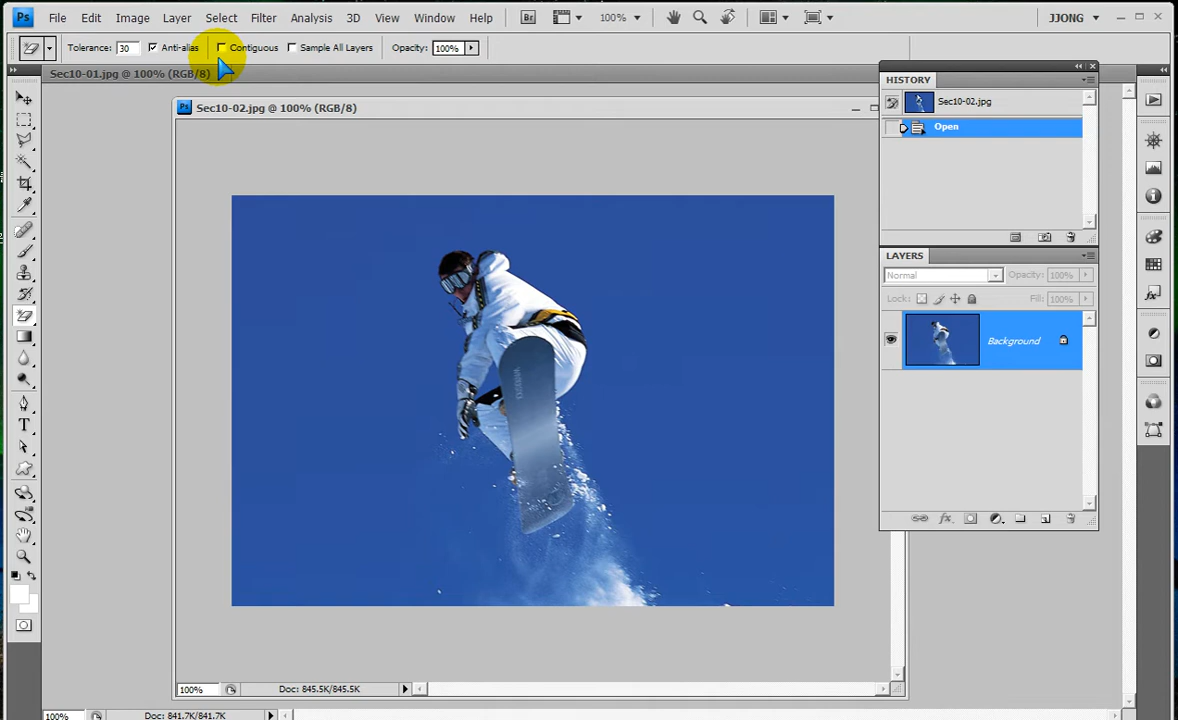 Ps File Edit Image Layer Select Filter Analysis 3D View Window Help Br 100% JJONG
Tolerance: 30 Anti-alias Contiguous Sample All Layers Opacity: 100%
Sec10-01.jpg @ 100% (RGB/8)
Ps Sec10-02.jpg @ 100% (RGB/8)
HISTORY
Sec10-02.jpg
Open
LAYERS
Normal Opacity: 100%
Lock: Fill: 100%
Background
T
100% Doc: 845.5K/845.5K
100% Doc: 841.7K/841.7K